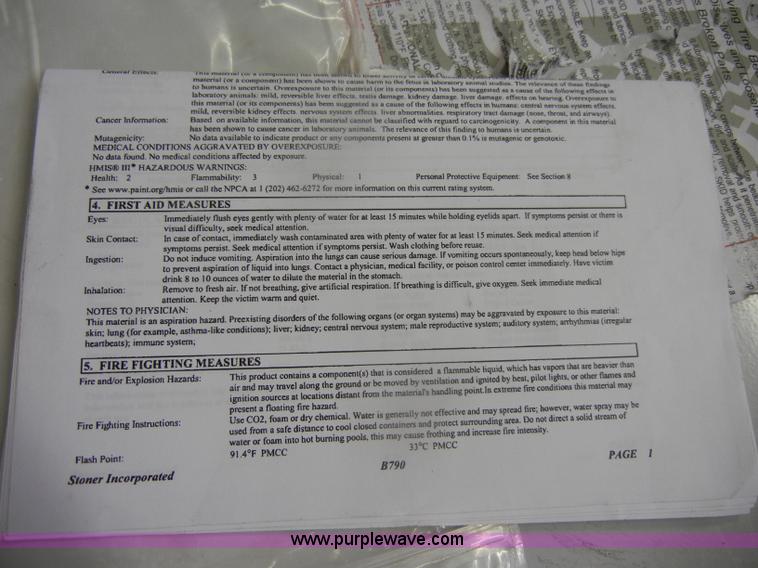 General Effects:
material (or a component) has been shown to cause harm to the fetus in laboratory animal studies. The relevance of these findings
to humans is uncertain. Overexposure to this material (or its components) has been suggested as a cause of the following effects in
laboratory animals: mild, reversible liver effects, testis damage, kidney damage, liver damage, effects on hearing. Overexposure to
this material (or its components) has been suggested as a cause of the following effects in humans: central nervous system effects,
mild, reversible kidney effects, nervous system effects, liver abnormalities, respiratory tract damage (nose, throat, and airways).
Cancer Information: Based on available information, this material cannot be classified with regard to carcinogenicity. A component in this material
has been shown to cause cancer in laboratory animals. The relevance of this finding to humans is uncertain.
Mutagenicity: No data available to indicate product or any components present at greater than 0.1% is mutagenic or genotoxic.
MEDICAL CONDITIONS AGGRAVATED BY OVEREXPOSURE:
No data found. No medical conditions affected by exposure.
HMIS® III* HAZARDOUS WARNINGS:
Health: 2 Flammability: 3 Physical: 1 Personal Protective Equipment: See Section 8
* See www.paint.org/hmis or call the NPCA at 1 (202) 462-6272 for more information on this current rating system.
4. FIRST AID MEASURES
Eyes: Immediately flush eyes gently with plenty of water for at least 15 minutes while holding eyelids apart. If symptoms persist or there is
visual difficulty, seek medical attention.
Skin Contact: In case of contact, immediately wash contaminated area with plenty of water for at least 15 minutes. Seek medical attention if
symptoms persist. Seek medical attention if symptoms persist. Wash clothing before reuse.
Ingestion: Do not induce vomiting. Aspiration into the lungs can cause serious damage. If vomiting occurs spontaneously, keep head below hips
to prevent aspiration of liquid into lungs. Contact a physician, medical facility, or poison control center immediately. Have victim
drink 8 to 10 ounces of water to dilute the material in the stomach.
Inhalation: Remove to fresh air. If not breathing, give artificial respiration. If breathing is difficult, give oxygen. Seek immediate medical
attention. Keep the victim warm and quiet.
NOTES TO PHYSICIAN:
This material is an aspiration hazard. Preexisting disorders of the following organs (or organ systems) may be aggravated by exposure to this material:
skin; lung (for example, asthma-like conditions); liver; kidney; central nervous system; male reproductive system; auditory system; arrhythmias (irregular
heartbeats); immune system;
5. FIRE FIGHTING MEASURES
Fire and/or Explosion Hazards: This product contains a component(s) that is considered a flammable liquid, which has vapors that are heavier than
air and may travel along the ground or be moved by ventilation and ignited by heat, pilot lights, or other flames and
ignition sources at locations distant from the material's handling point.In extreme fire conditions this material may
present a floating fire hazard.
Fire Fighting Instructions: Use CO2, foam or dry chemical. Water is generally not effective and may spread fire; however, water spray may be
used from a safe distance to cool closed containers and protect surrounding area. Do not direct a solid stream of
water or foam into hot burning pools, this may cause frothing and increase fire intensity.
Flash Point: 91.4°F PMCC 33°C PMCC
Stoner Incorporated B790 PAGE 1
www.purplewave.com